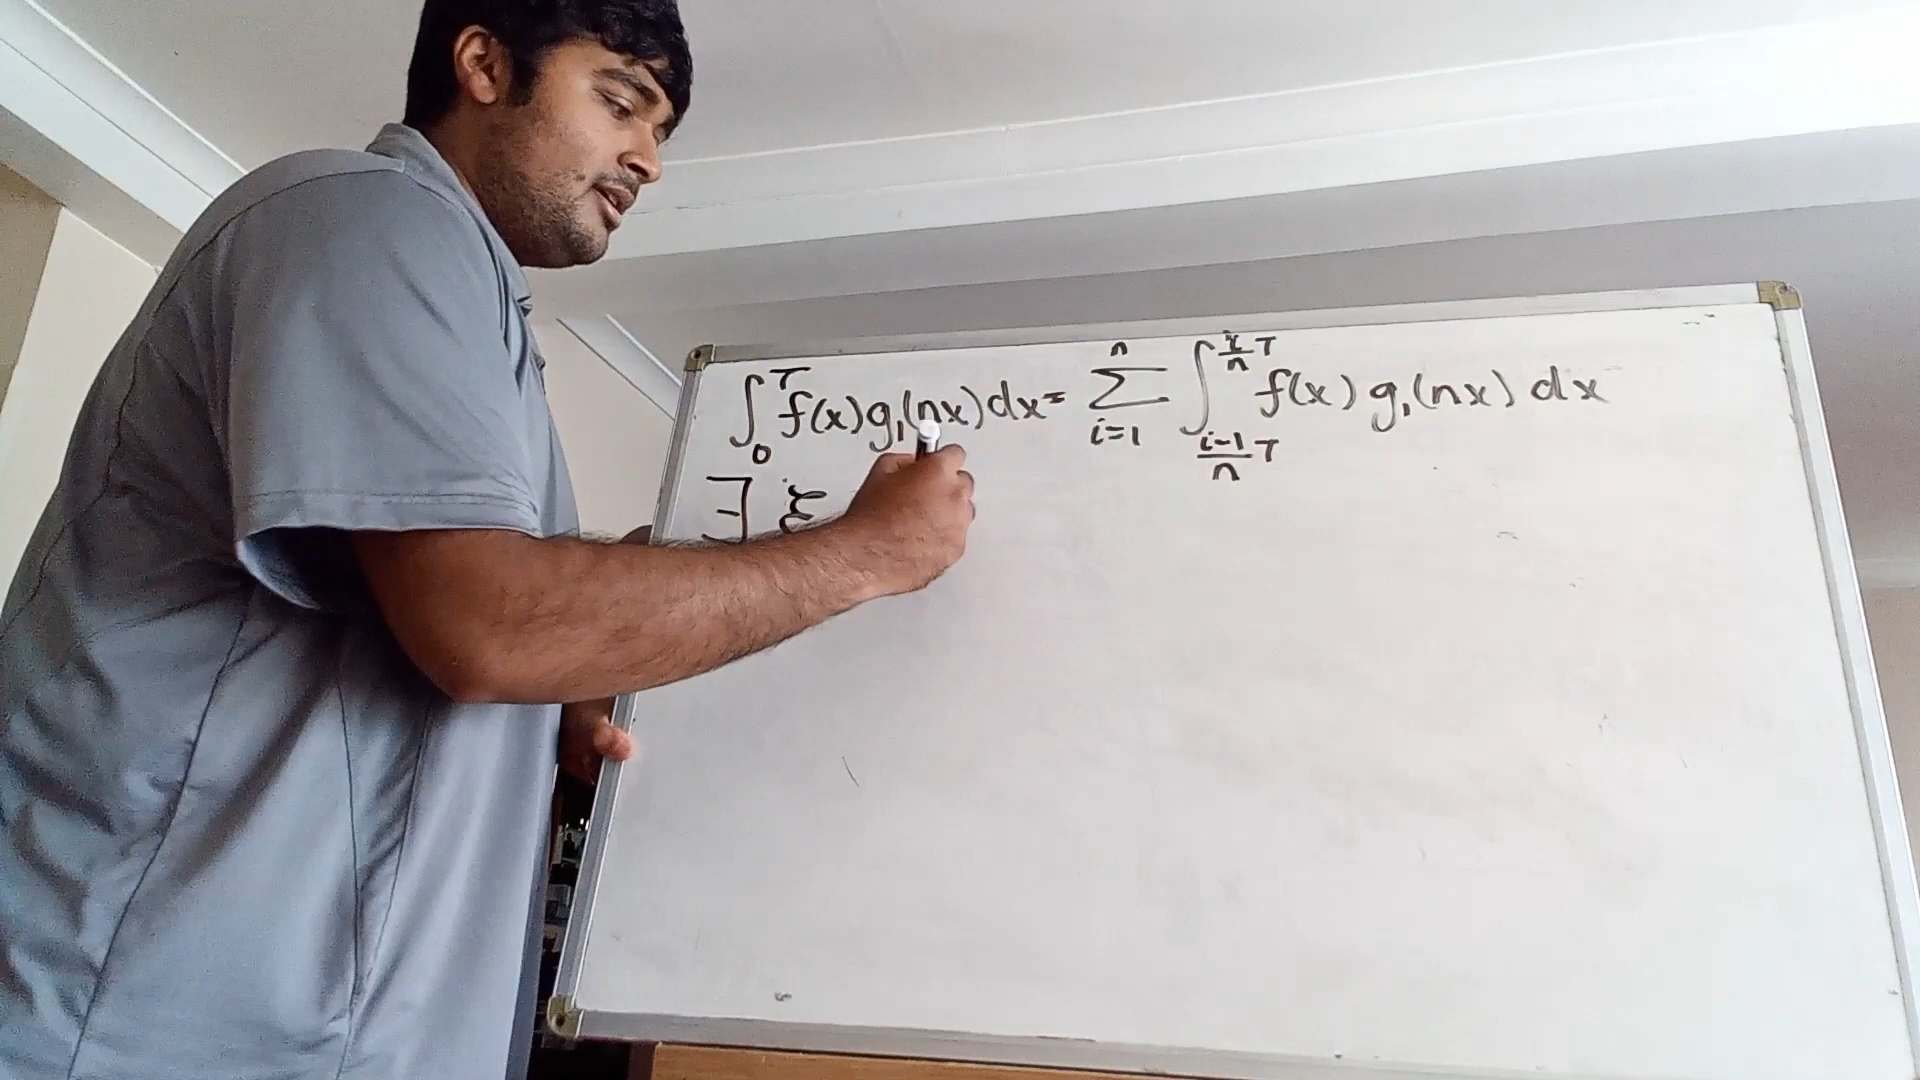 ∫₀ᵀ f(x) g₁(nx) dx = Σᵢ₌₁ⁿ ∫_{(i-1)/n T}^{i/n T} f(x) g₁(nx) dx
∃ ξ